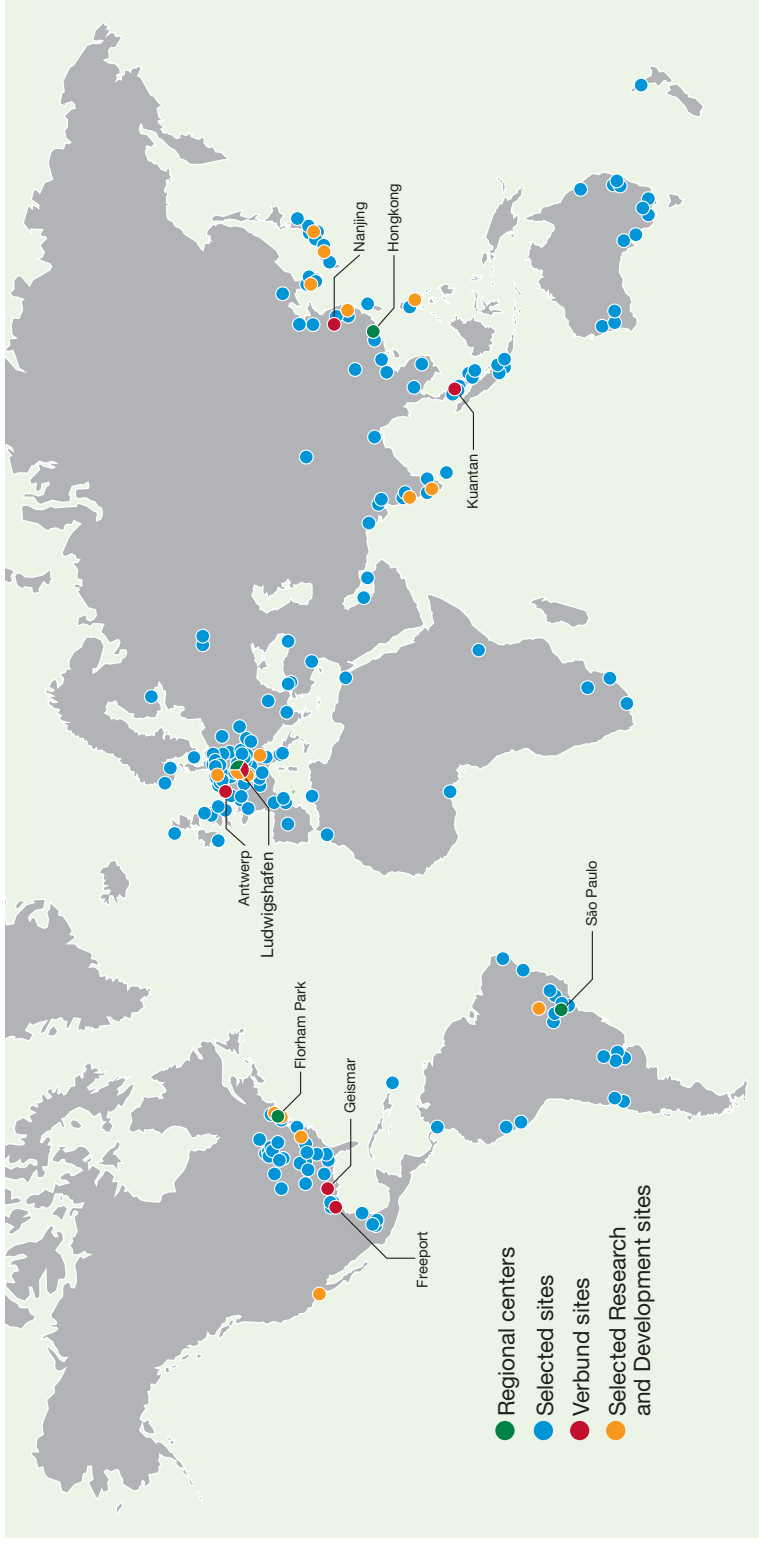 Florham Park
Geismar
Freeport
São Paulo
Antwerp
Ludwigshafen
Nanjing
Hongkong
Kuantan
Regional centers
Selected sites
Verbund sites
Selected Research
and Development sites